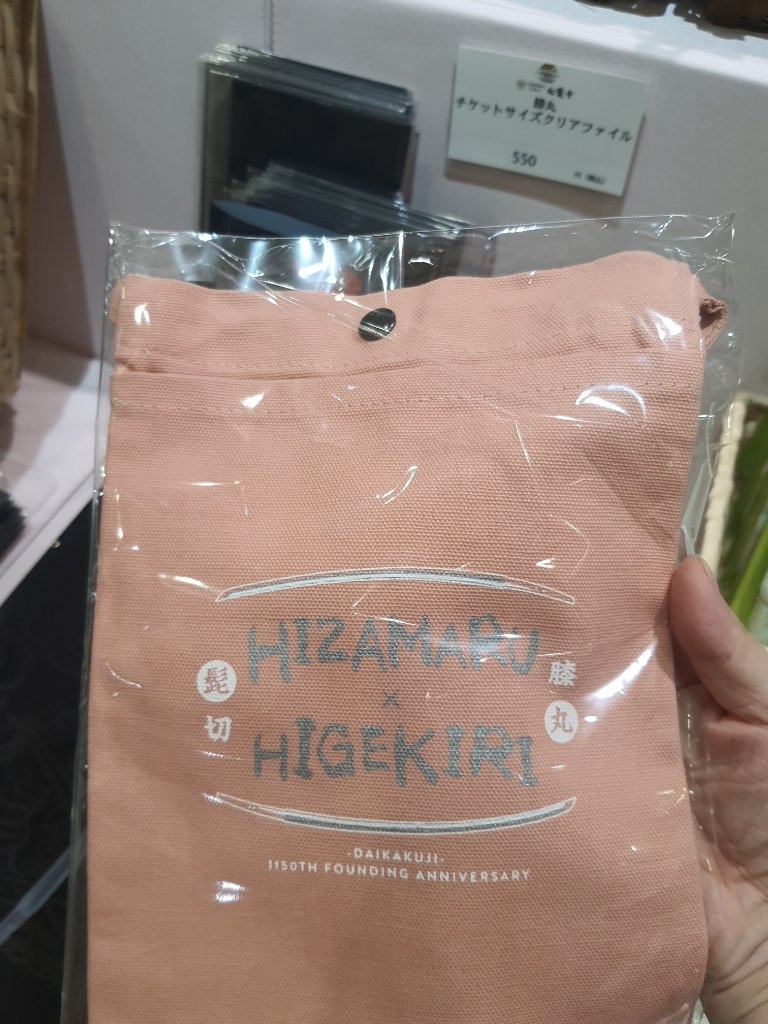 膝丸
チケットサイズクリアファイル
550
HIZAMARU
×
HIGEKIRI
髭切
膝丸
-DAIKAKUJI-
1150TH FOUNDING ANNIVERSARY